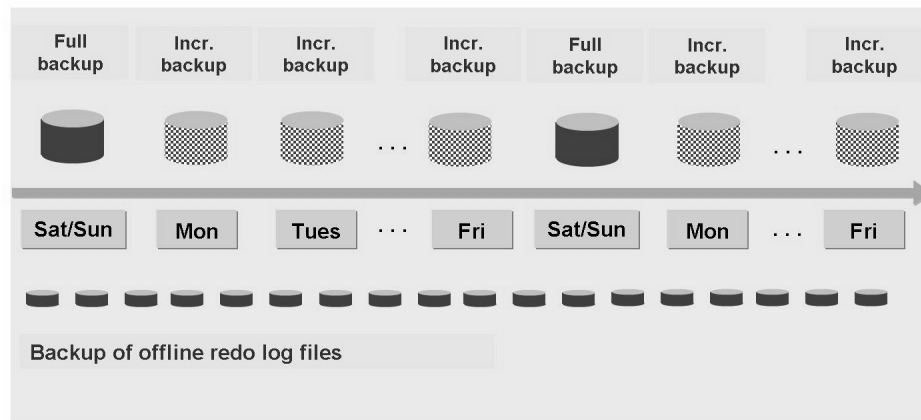 Full backup
Incr. backup
Incr. backup
Incr. backup
Full backup
Incr. backup
Incr. backup
. . .
. . .
Sat/Sun
Mon
Tues
. . .
Fri
Sat/Sun
Mon
. . .
Fri
Backup of offline redo log files